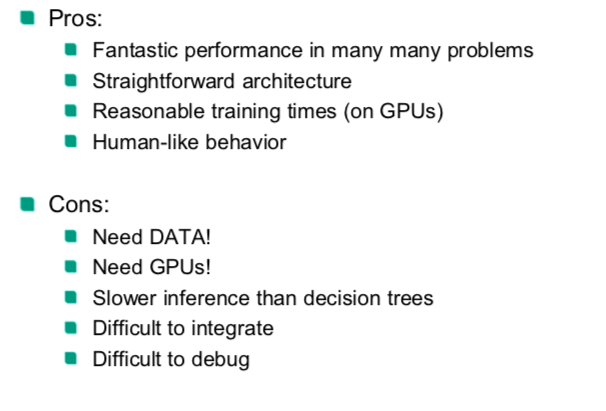 Pros:
Fantastic performance in many many problems
Straightforward architecture
Reasonable training times (on GPUs)
Human-like behavior
Cons:
Need DATA!
Need GPUs!
Slower inference than decision trees
Difficult to integrate
Difficult to debug